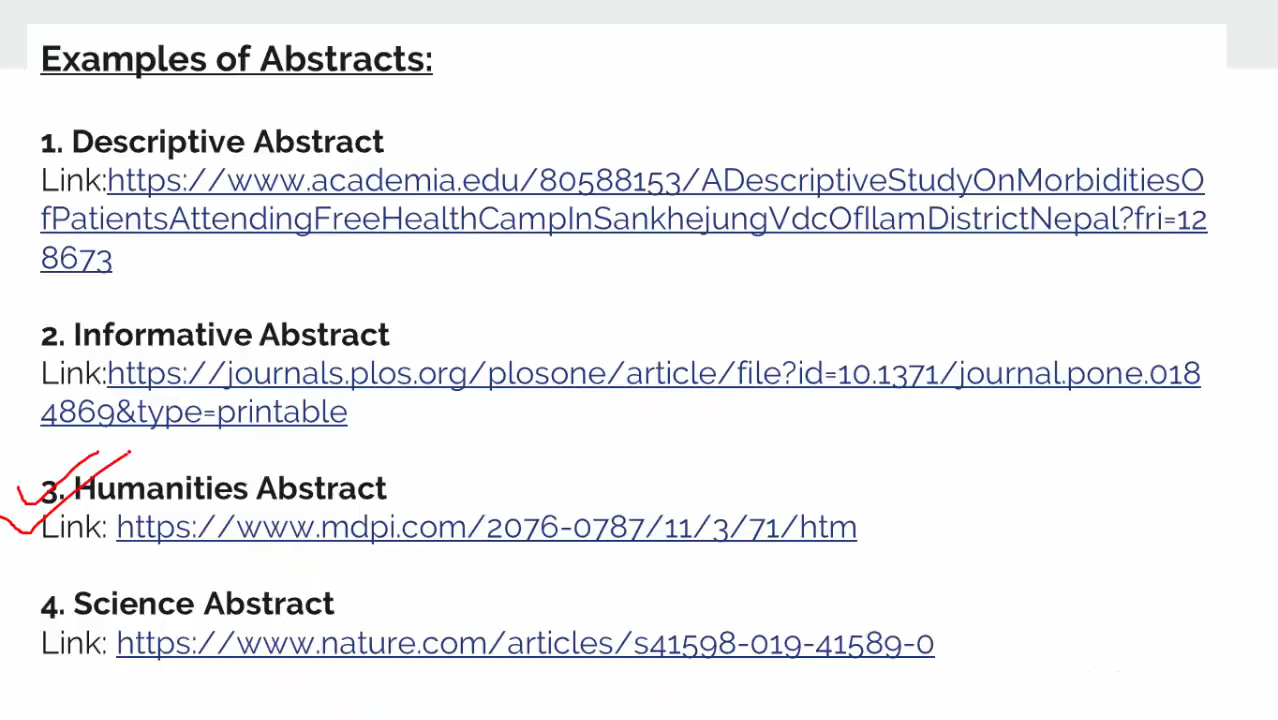 Examples of Abstracts:
1. Descriptive Abstract
Link:https://www.academia.edu/80588153/ADescriptiveStudyOnMorbiditiesO
fPatientsAttendingFreeHealthCampInSankhejungVdcOfIlamDistrictNepal?fri=12
8673
2. Informative Abstract
Link:https://journals.plos.org/plosone/article/file?id=10.1371/journal.pone.018
4869&type=printable
3. Humanities Abstract
Link: https://www.mdpi.com/2076-0787/11/3/71/htm
4. Science Abstract
Link: https://www.nature.com/articles/s41598-019-41589-0